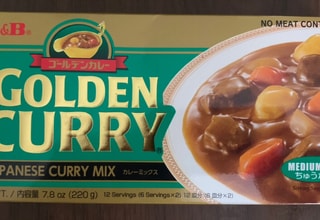 &B
NO MEAT CONT
ゴールデンカレー
GOLDEN
CURRY
PANESE CURRY MIX カレーミックス
MEDIUM
ちゅう
T. / 内容量 7.8 oz (220g) 12 Servings (6 Servings×2)